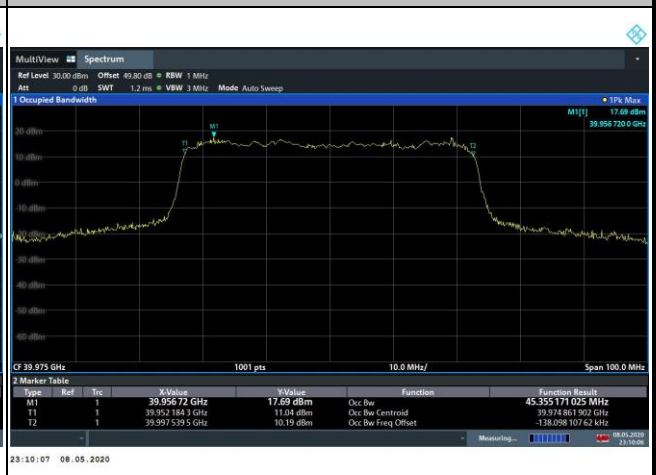 MultiView Spectrum
Ref Level 30.00 dBm Offset 49.80 dB RBW 1 MHz
Att 0 dB SWT 1.2 ms VBW 3 MHz Mode Auto Sweep
1 Occupied Bandwidth 1Pk Max
M1[1] 17.69 dBm
39.956 720 0 GHz
20 dBm
M1
T1
T2
10 dBm
0 dBm
-10 dBm
-20 dBm
-30 dBm
-40 dBm
-50 dBm
-60 dBm
CF 39.975 GHz 1001 pts 10.0 MHz/ Span 100.0 MHz
2 Marker Table
Type Ref Trc X-Value Y-Value Function Function Result
M1 1 39.956 72 GHz 17.69 dBm Occ Bw 45.355 171 025 MHz
T1 1 39.952 184 3 GHz 11.04 dBm Occ Bw Centroid 39.974 861 902 GHz
T2 1 39.997 539 5 GHz 10.19 dBm Occ Bw Freq Offset -138.098 107 62 kHz
Measuring... 08.05.2020
23:10:06
23:10:07 08.05.2020